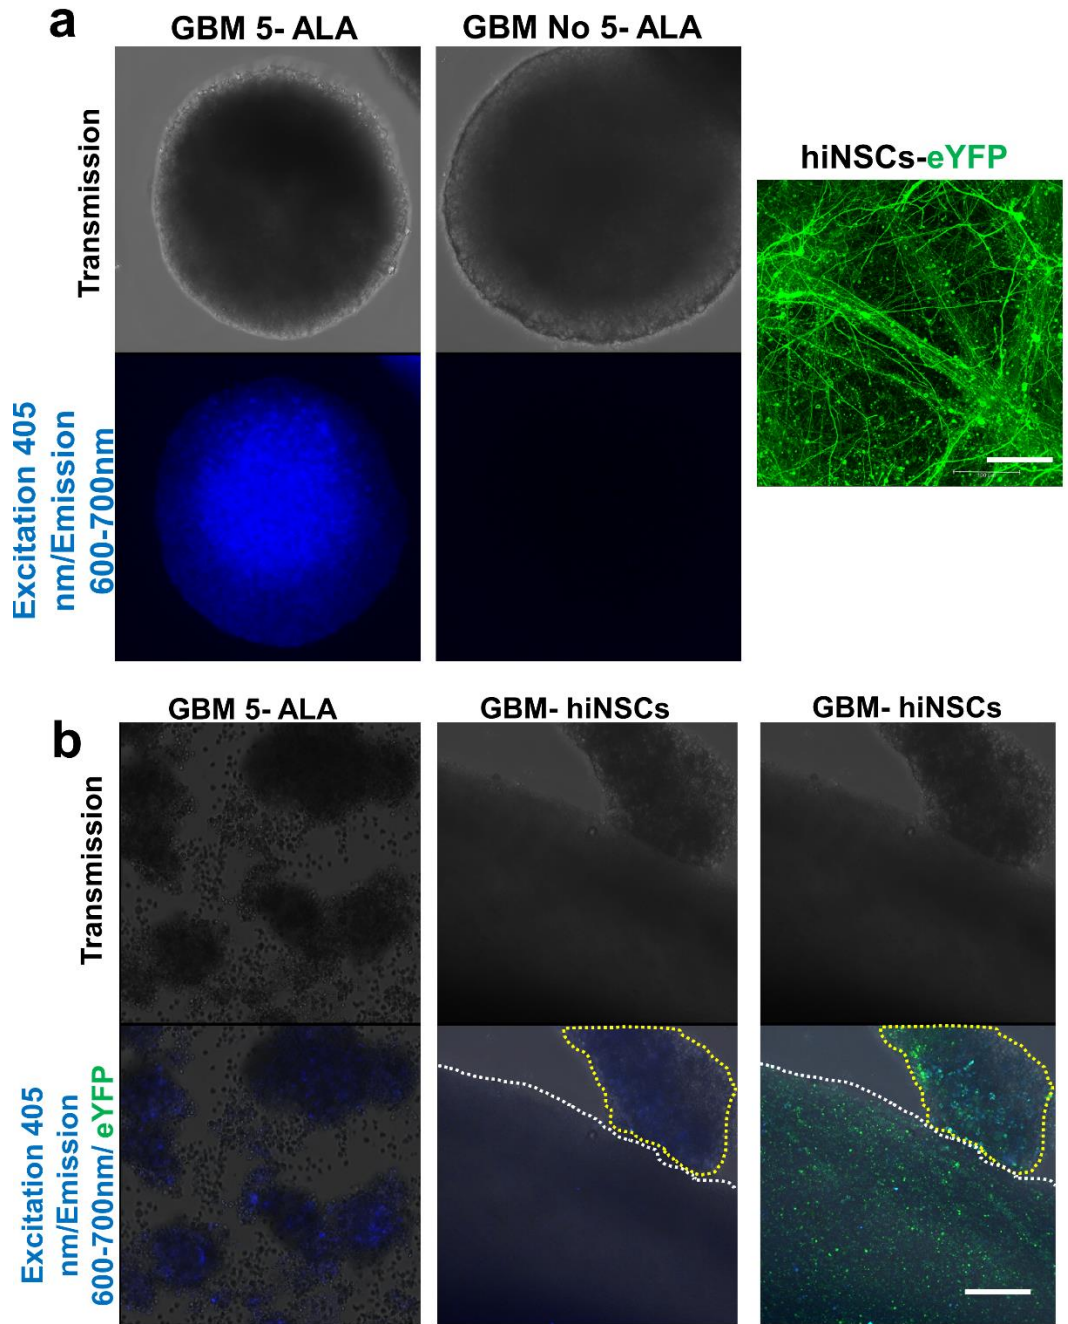 a
GBM 5- ALA
GBM No 5- ALA
Transmission
hiNSCs-eYFP
Excitation 405
nm/Emission
600-700nm
b
GBM 5- ALA
GBM- hiNSCs
GBM- hiNSCs
Transmission
Excitation 405
nm/Emission
600-700nm/ eYFP